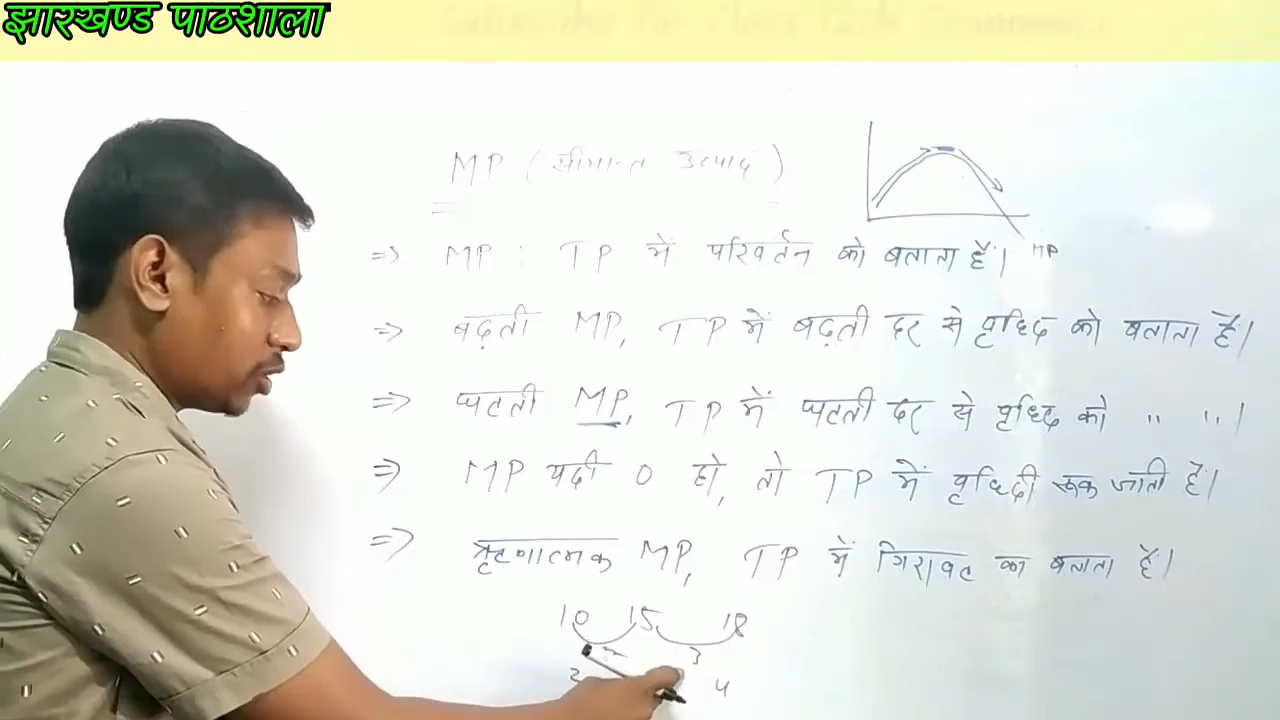 झारखण्ड पाठशाला
MP (सीमान्त उत्पाद)
⇒ MP : TP में परिवर्तन को बताता हैं। MP
⇒ बढ़ती MP, TP में बढ़ती दर से वृध्दि को बताता हैं।
⇒ घटती MP, TP में घटती दर से वृध्दि को " "।
⇒ MP यदी 0 हो, तो TP में वृध्दि रूक जाती हैं।
⇒ ऋणात्मक MP, TP में गिरावट का बताता हैं।
10 15 18
3
2 4